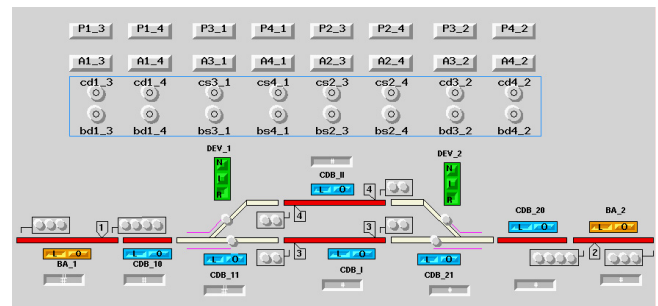 P1_3 P1_4 P3_1 P4_1 P2_3 P2_4 P3_2 P4_2
A1_3 A1_4 A3_1 A4_1 A2_3 A2_4 A3_2 A4_2
cd1_3 cd1_4 cs3_1 cs4_1 cs2_3 cs2_4 cd3_2 cd4_2
bd1_3 bd1_4 bs3_1 bs4_1 bs2_3 bs2_4 bd3_2 bd4_2
DEV_1 DEV_2
N N
L L
R R
CDB_II
L O
4
4
CDB_20 BA_2
L O L O
1 3
3 2
L O L O L O L O L O
BA_1 CDB_10 CDB_11 CDB_I CDB_21